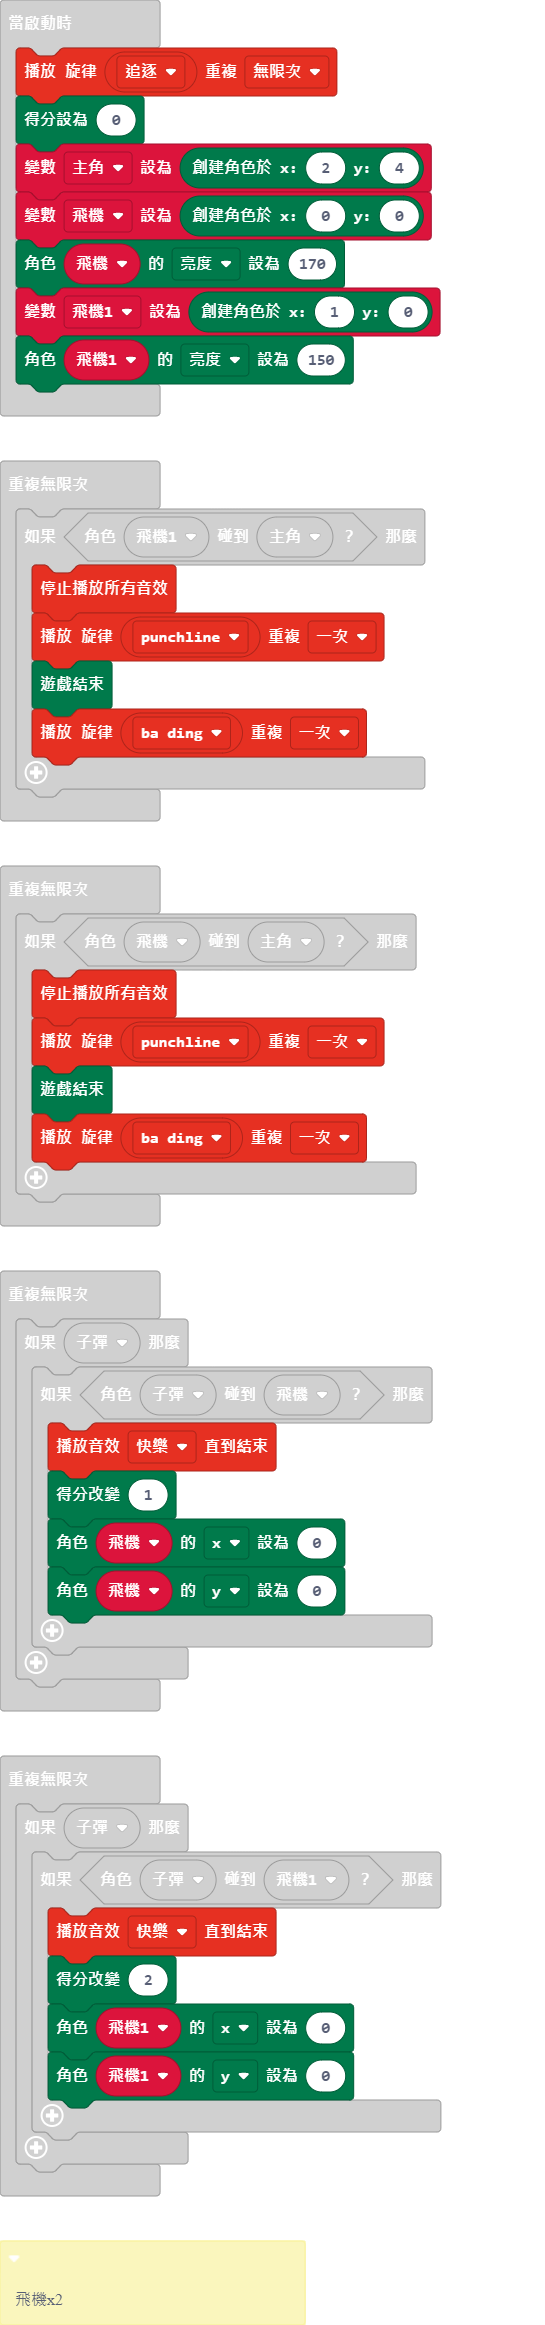 當啟動時
播放 旋律 追逐 重複 無限次
得分設為 0
變數 主角 設為 創建角色於 x: 2 y: 4
變數 飛機 設為 創建角色於 x: 0 y: 0
角色 飛機 的 亮度 設為 170
變數 飛機1 設為 創建角色於 x: 1 y: 0
角色 飛機1 的 亮度 設為 150
重複無限次
如果 角色 飛機1 碰到 主角 ? 那麼
停止播放所有音效
播放 旋律 punchline 重複 一次
遊戲結束
播放 旋律 ba ding 重複 一次
重複無限次
如果 角色 飛機 碰到 主角 ? 那麼
停止播放所有音效
播放 旋律 punchline 重複 一次
遊戲結束
播放 旋律 ba ding 重複 一次
重複無限次
如果 子彈 那麼
如果 角色 子彈 碰到 飛機 ? 那麼
播放音效 快樂 直到結束
得分改變 1
角色 飛機 的 x 設為 0
角色 飛機 的 y 設為 0
重複無限次
如果 子彈 那麼
如果 角色 子彈 碰到 飛機1 ? 那麼
播放音效 快樂 直到結束
得分改變 2
角色 飛機1 的 x 設為 0
角色 飛機1 的 y 設為 0
飛機x2